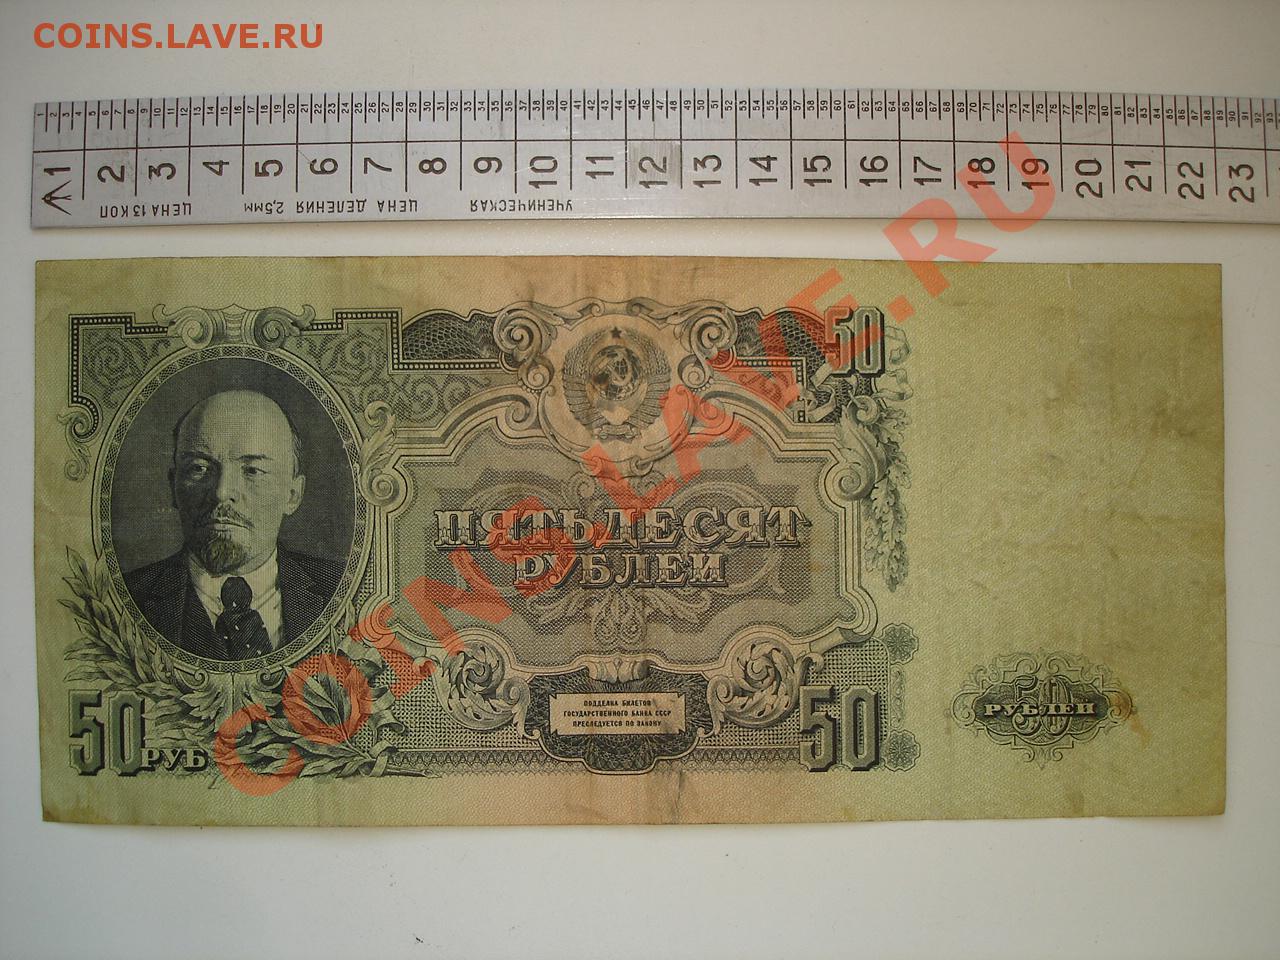 COINS.LAVE.RU
1 2 3 4 5 6 7 8 9 10 11 12 13 14 15 16 17 18 19 20 21 22 23
ЦЕНА 13 КОП
ЦЕНА ДЕЛЕНИЯ 2,5мм
УЧЕНИЧЕСКАЯ
50
ПЯТЬДЕСЯТ
РУБЛЕЙ
ПОДДЕЛКА БИЛЕТОВ
ГОСУДАРСТВЕННОГО БАНКА СССР
ПРЕСЛЕДУЕТСЯ ПО ЗАКОНУ
50 РУБ
50
50
РУБЛЕЙ
COINS.LAVE.RU